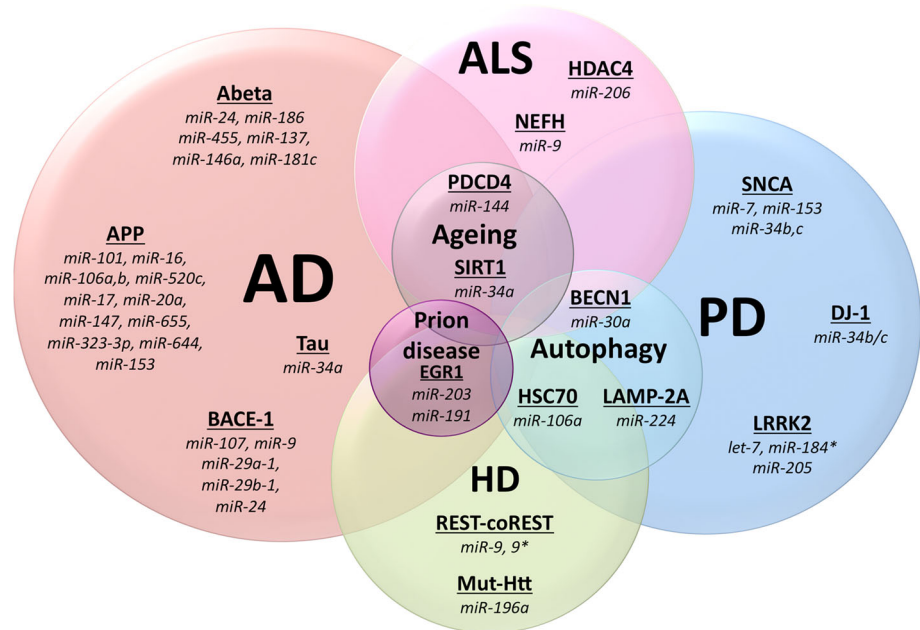 ALS
HDAC4
miR-206
NEFH
miR-9
Abeta
miR-24, miR-186
miR-455, miR-137,
miR-146a, miR-181c
APP
miR-101, miR-16,
miR-106a,b, miR-520c,
miR-17, miR-20a,
miR-147, miR-655,
miR-323-3p, miR-644,
miR-153
AD
Tau
miR-34a
BACE-1
miR-107, miR-9
miR-29a-1,
miR-29b-1,
miR-24
PDCD4
miR-144
Ageing
SIRT1
miR-34a
Prion
disease
EGR1
miR-203
miR-191
BECN1
miR-30a
Autophagy
HSC70
miR-106a
LAMP-2A
miR-224
SNCA
miR-7, miR-153
miR-34b,c
PD
DJ-1
miR-34b/c
LRRK2
let-7, miR-184*
miR-205
HD
REST-coREST
miR-9, 9*
Mut-Htt
miR-196a